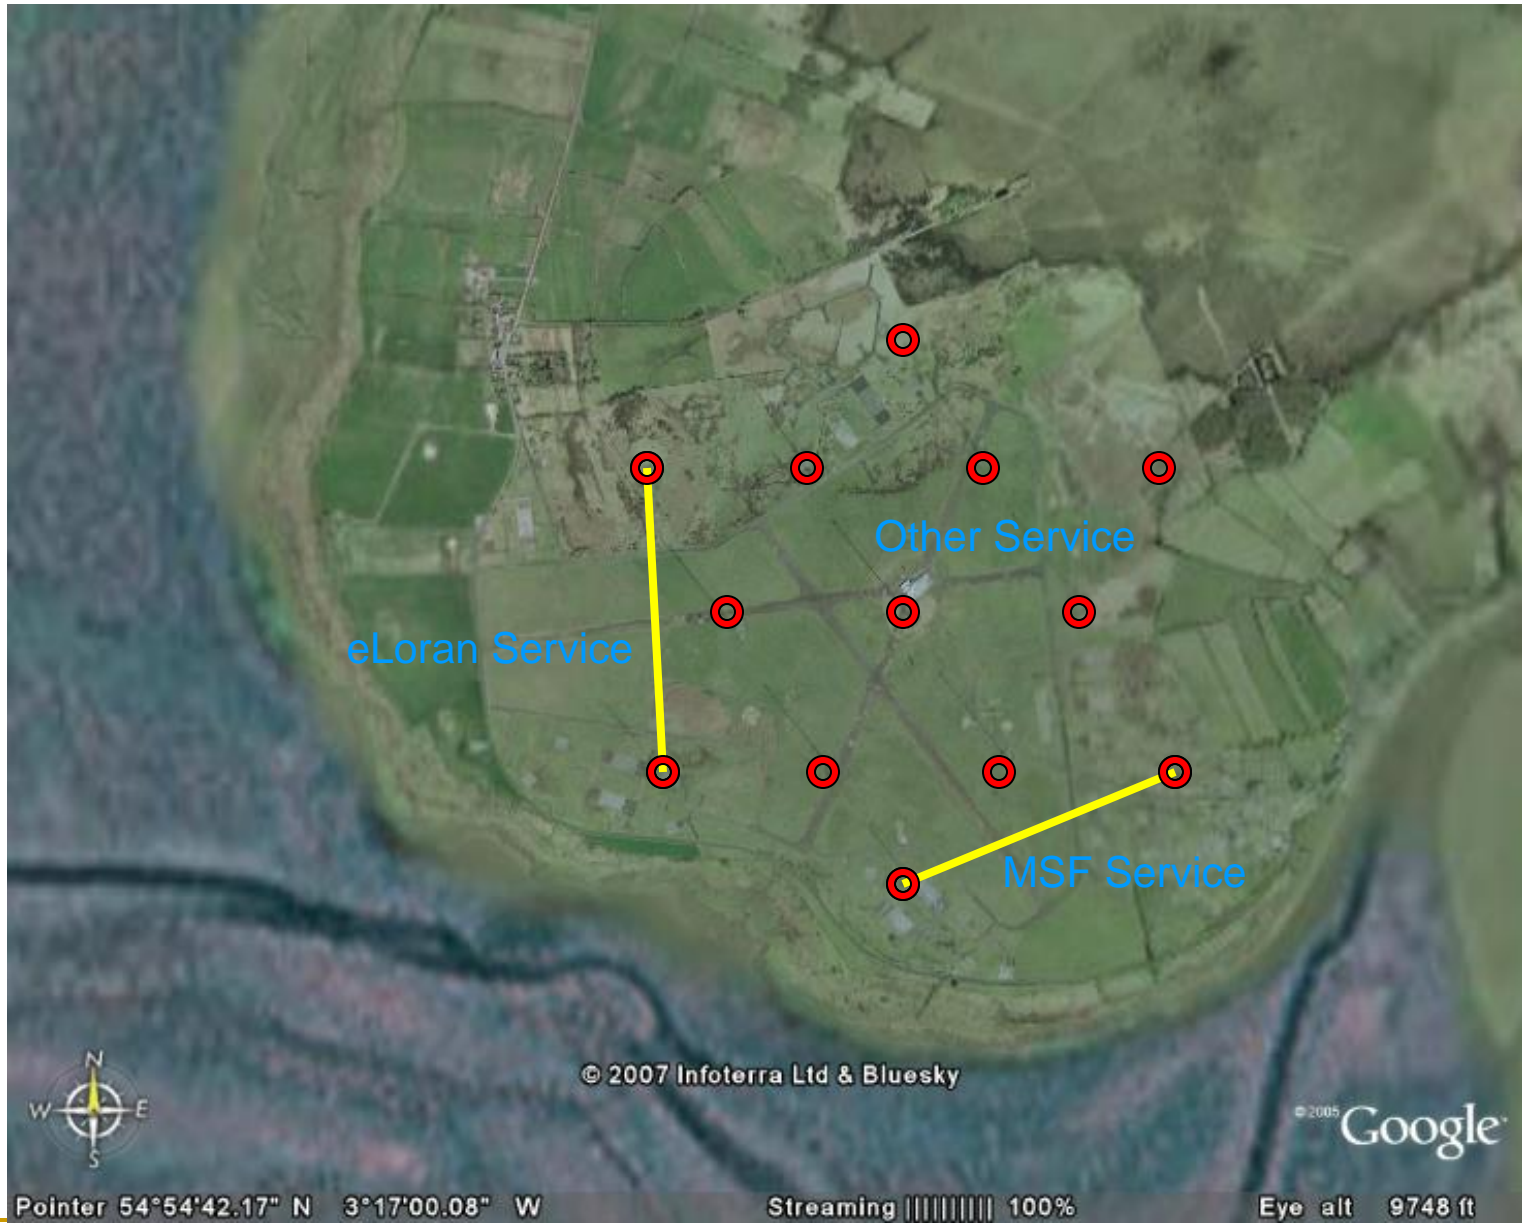 Other Service
eLoran Service
MSF Service
© 2007 Infoterra Ltd & Bluesky
N
W E
S
©2005 Google™
Pointer 54°54'42.17" N 3°17'00.08" W Streaming |||||||||| 100% Eye alt 9748 ft